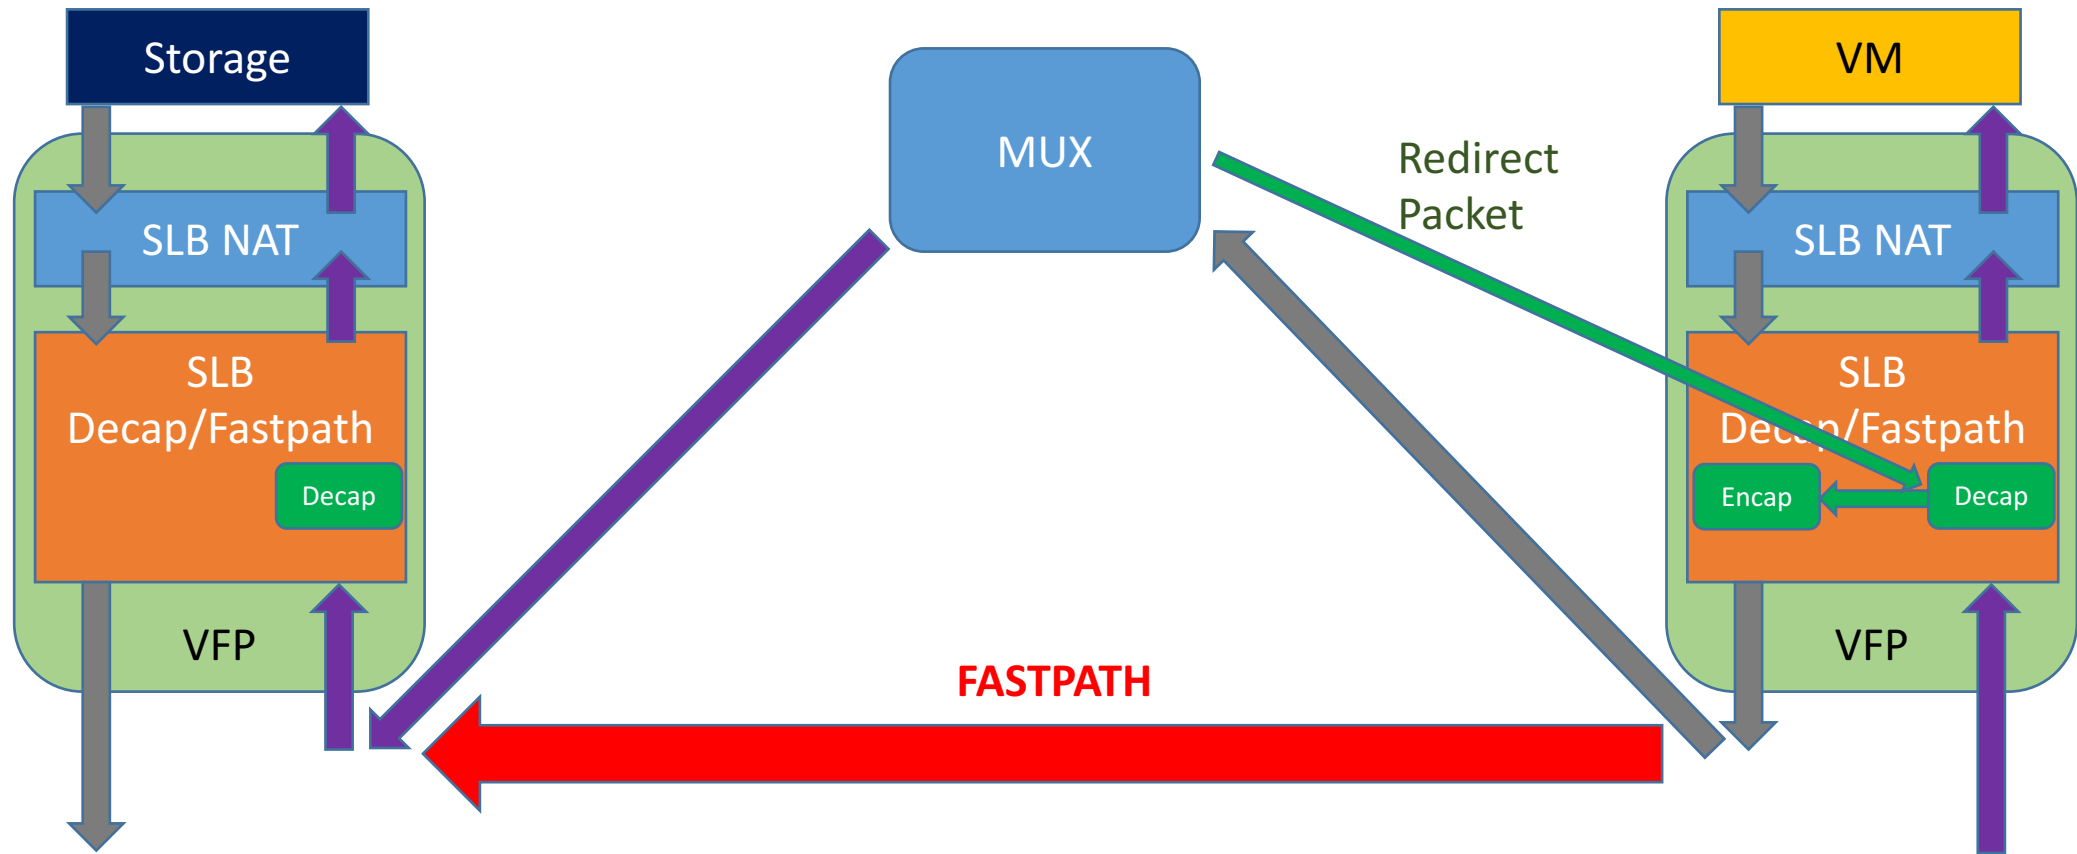 Storage
SLB NAT
SLB
Decap/Fastpath
Decap
VFP
MUX
Redirect
Packet
FASTPATH
VM
SLB NAT
SLB
Decap/Fastpath
Encap
Decap
VFP